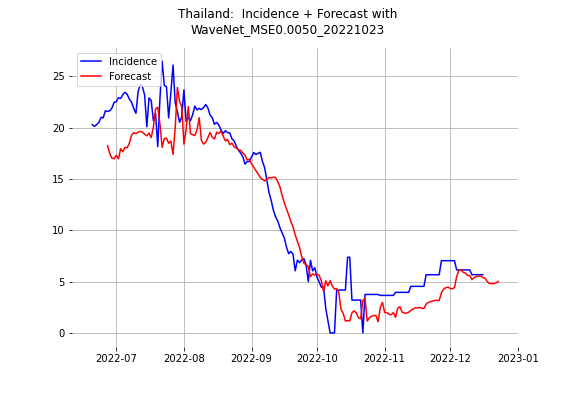 Thailand:  Incidence + Forecast with
WaveNet_MSE0.0050_20221023
Incidence
Forecast
25
20
15
10
5
0
2022-07 2022-08 2022-09 2022-10 2022-11 2022-12 2023-01